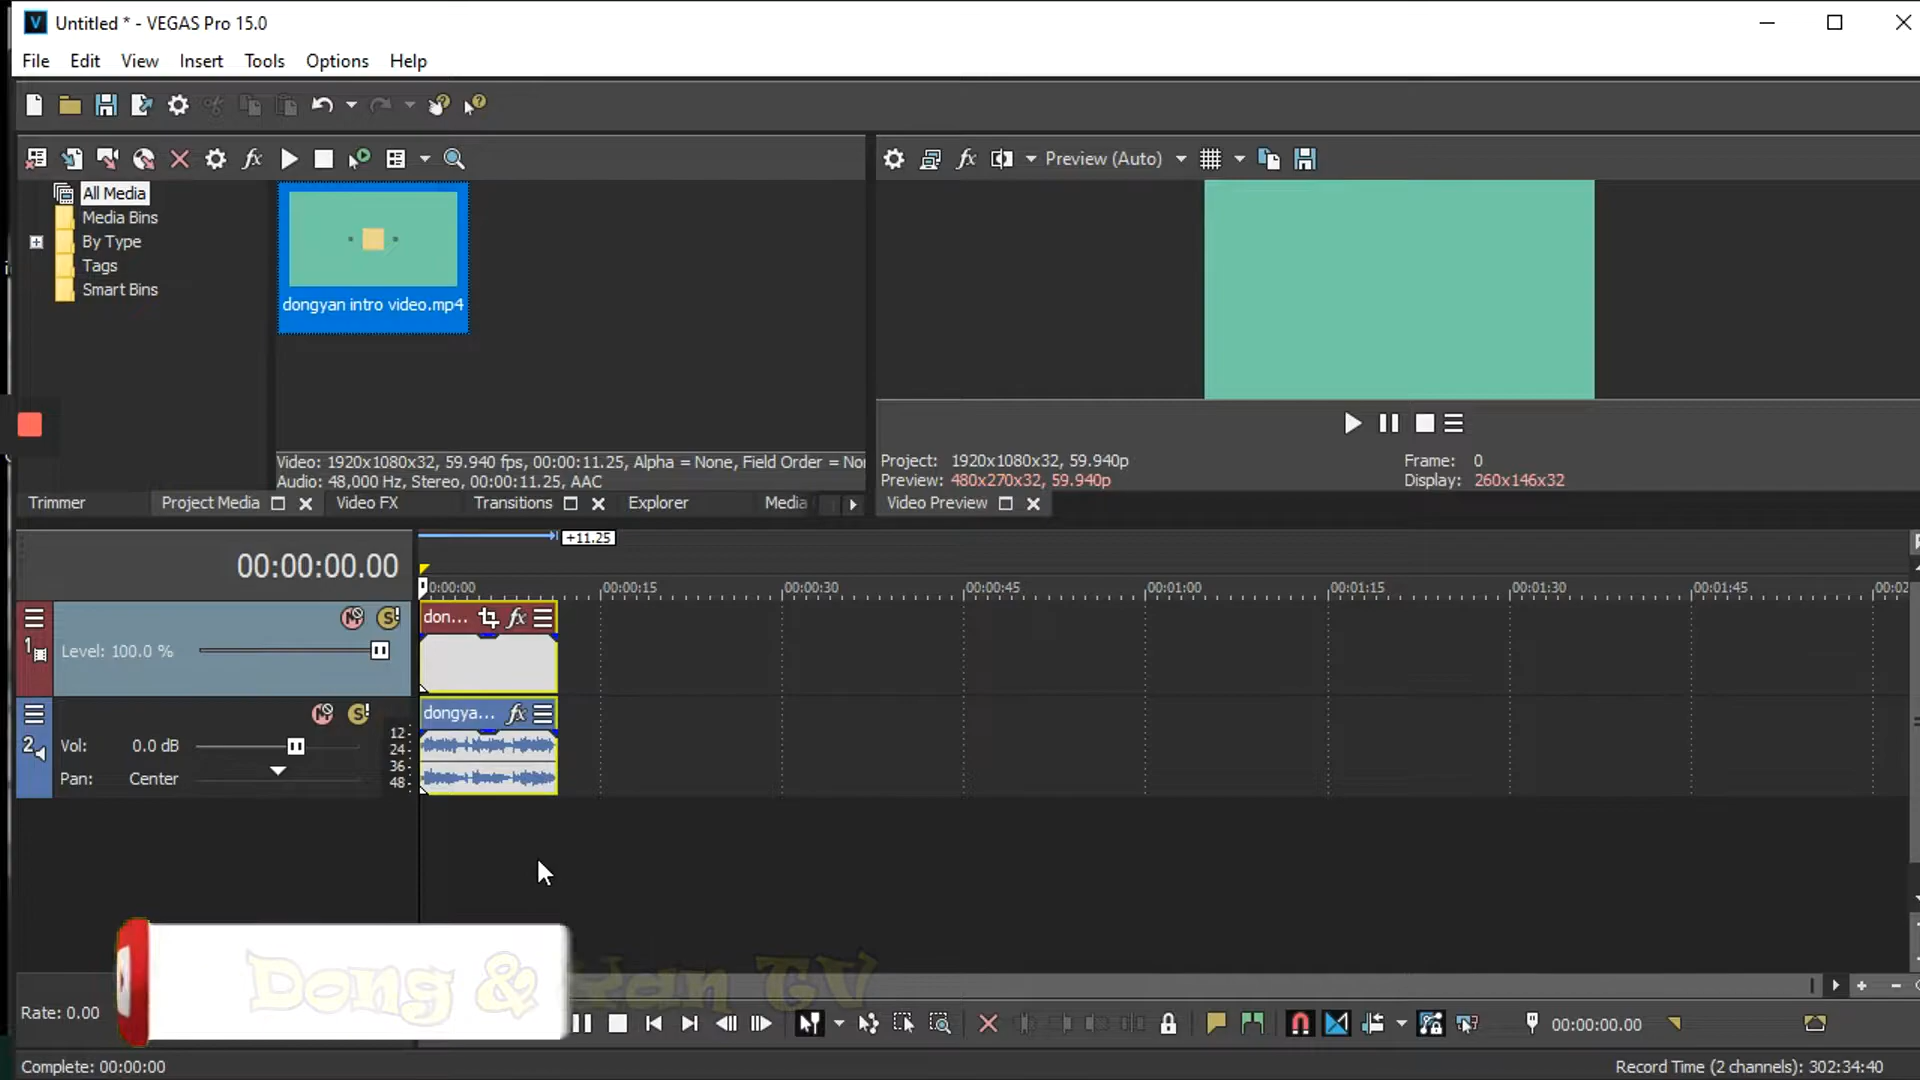 Untitled * - VEGAS Pro 15.0
File Edit View Insert Tools Options Help
Preview (Auto)
All Media
Media Bins
By Type
Tags
Smart Bins
dongyan intro video.mp4
Video: 1920x1080x32, 59.940 fps, 00:00:11.25, Alpha = None, Field Order = No
Audio: 48,000 Hz, Stereo, 00:00:11.25, AAC
Project: 1920x1080x32, 59.940p
Preview: 480x270x32, 59.940p
Frame: 0
Display: 260x146x32
Trimmer Project Media Video FX Transitions Explorer Media
Video Preview
00:00:00.00
+11.25
0:00:00 00:00:15 00:00:30 00:00:45 00:01:00 00:01:15 00:01:30 00:01:45 00:02
1
Level: 100.0 %
don...
2
Vol: 0.0 dB
Pan: Center
12
24
36
48
dongya...
Dong & Yan TV
Rate: 0.00
00:00:00.00
Complete: 00:00:00
Record Time (2 channels): 302:34:40